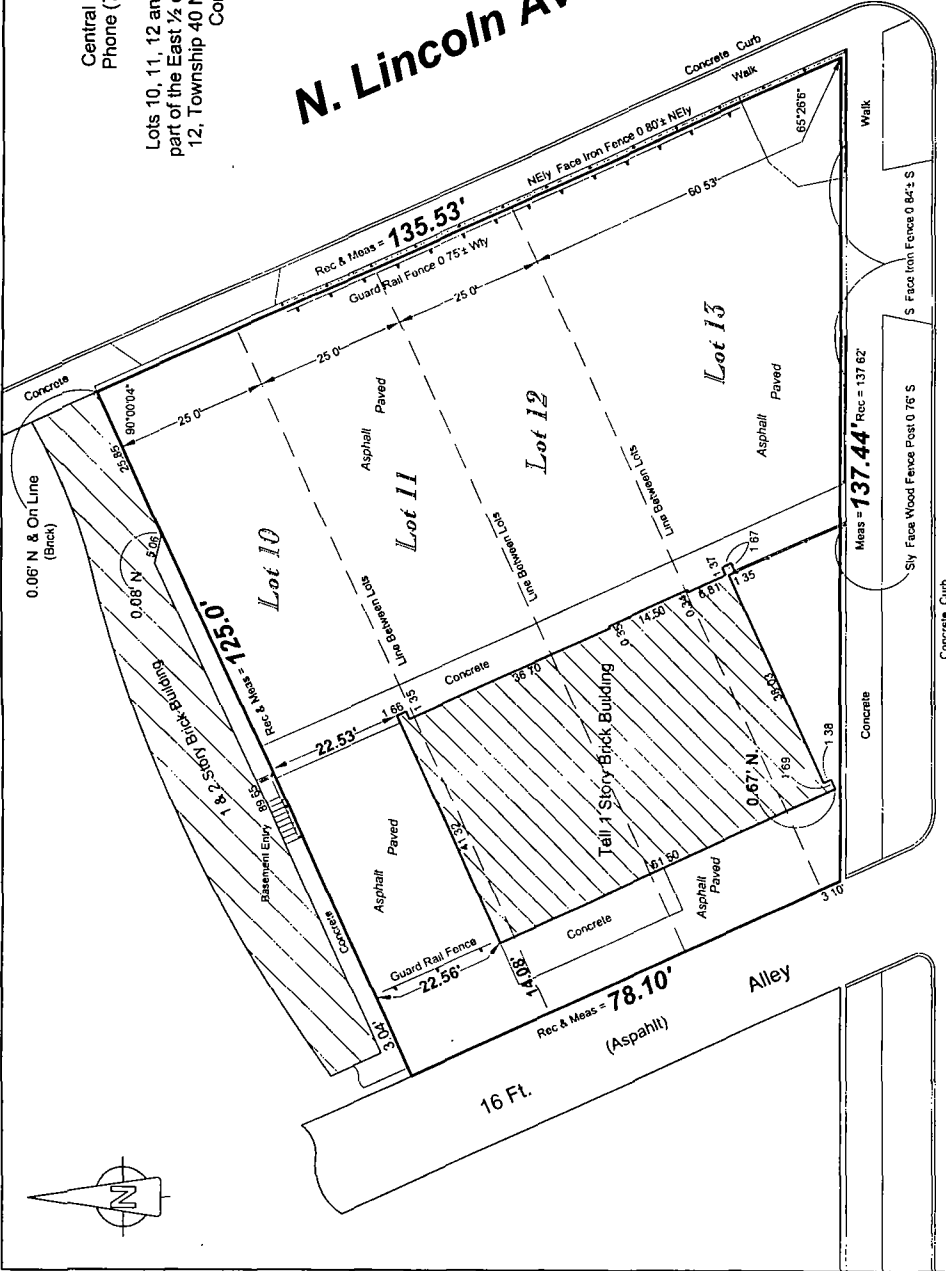 Central
Phone (
Lots 10, 11, 12 an
part of the East ½
12, Township 40 N
Co
N. Lincoln Av
Concrete Curb
Walk
NEly Face Iron Fence 0 80'± NEly
65°26'6"
Walk
Rec & Meas = 135.53'
Guard Rail Fence 0 75'± Wly
60 53'
25 0'
25 0'
25 0'
Concrete
90°00'04"
25.85
0.06' N & On Line
(Brick)
5.06
0.08' N
Lot 10
Asphalt Paved
Lot 11
Lot 12
Lot 13
Asphalt Paved
Line Between Lots
Line Between Lots
Line Between Lots
Rec & Meas = 125.0'
1 & 2 Story Brick Building
89 65
Basement Entry
Concrete
22.53'
1 66
1.35
Concrete
36 70
0.35
14.50
0.34
6.81
1.37
1 67
1 35
Tall 1 Story Brick Building
41.32
38.03
0.67' N.
1.69
1 38
61.50
Asphalt Paved
Guard Rail Fence
22.56'
3.04'
14.08'
Concrete
Asphalt
Paved
3 10'
Rec & Meas = 78.10'
Alley
(Aspahlt)
16 Ft.
Meas = 137.44' Rec = 137 62'
S Face Iron Fence 0 84'± S
Sly Face Wood Fence Post 0 76' S
Concrete
Concrete Curb
N